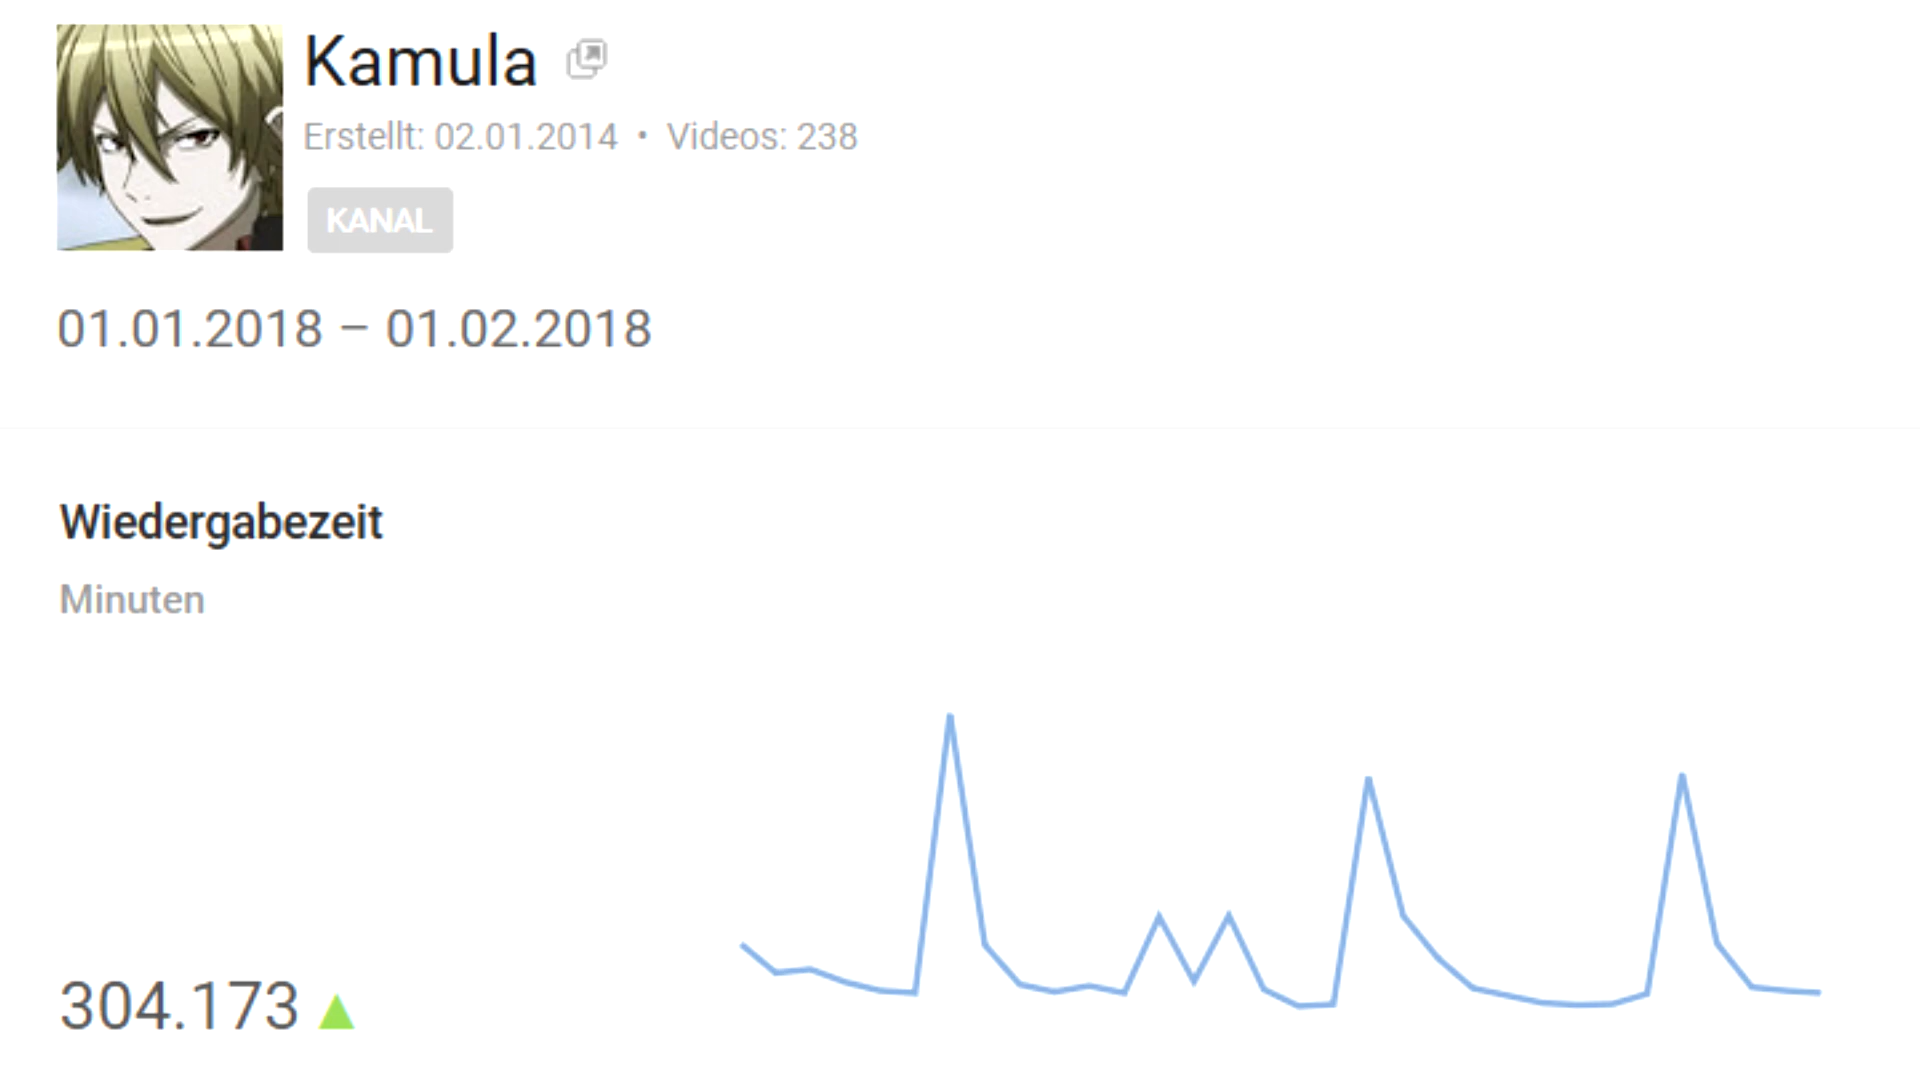 Kamula
Erstellt: 02.01.2014 • Videos: 238
KANAL
01.01.2018 – 01.02.2018
Wiedergabezeit
Minuten
304.173